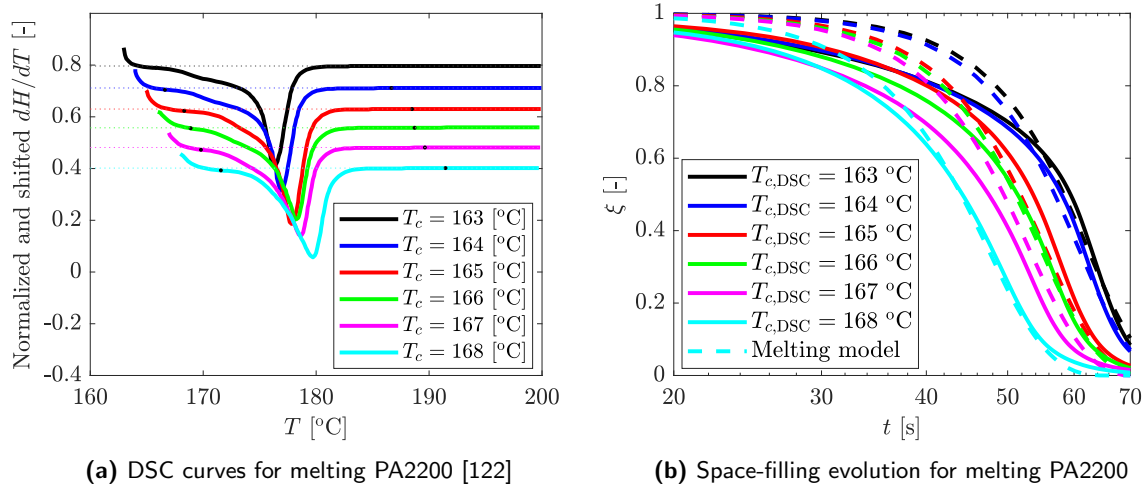 Normalized and shifted dH/dT [-]
0.8
0.6
0.4
0.2
0
-0.2
-0.4
160
170
180
190
200
T [°C]
T_c = 163 [°C]
T_c = 164 [°C]
T_c = 165 [°C]
T_c = 166 [°C]
T_c = 167 [°C]
T_c = 168 [°C]
(a) DSC curves for melting PA2200 [122]
ξ [-]
1
0.8
0.6
0.4
0.2
0
20
30
40
50
60
70
t [s]
T_c,DSC = 163 °C
T_c,DSC = 164 °C
T_c,DSC = 165 °C
T_c,DSC = 166 °C
T_c,DSC = 167 °C
T_c,DSC = 168 °C
Melting model
(b) Space-filling evolution for melting PA2200